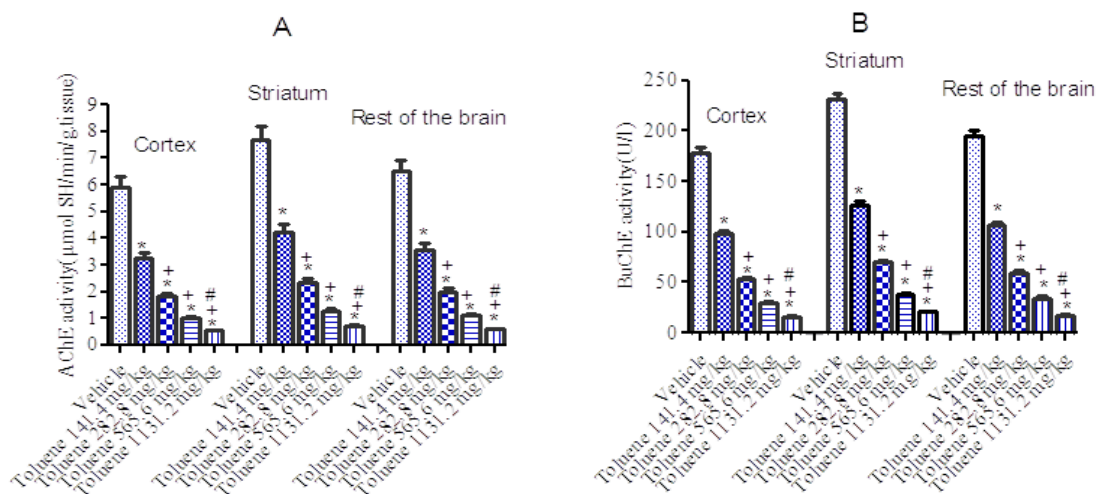 A
AChE activity(µmol SH/min/g.tissue)
9
8
7
6
5
4
3
2
1
0
Cortex
Striatum
Rest of the brain
*
+
*
+
*
#
+
*
*
+
*
+
*
#
+
*
*
+
*
+
*
#
+
*
Vehicle
Toluene 141.4 mg/kg
Toluene 282.8 mg/kg
Toluene 565.6 mg/kg
Toluene 1131.2 mg/kg
Vehicle
Toluene 141.4 mg/kg
Toluene 282.8 mg/kg
Toluene 565.6 mg/kg
Toluene 1131.2 mg/kg
Vehicle
Toluene 141.4 mg/kg
Toluene 282.8 mg/kg
Toluene 565.6 mg/kg
Toluene 1131.2 mg/kg
B
BuChE activity(U/l)
250
200
150
100
50
0
Cortex
Striatum
Rest of the brain
*
+
*
+
*
#
+
*
*
+
*
+
*
#
+
*
*
+
*
+
*
#
+
*
Vehicle
Toluene 141.4 mg/kg
Toluene 282.8 mg/kg
Toluene 565.6 mg/kg
Toluene 1131.2 mg/kg
Vehicle
Toluene 141.4 mg/kg
Toluene 282.8 mg/kg
Toluene 565.6 mg/kg
Toluene 1131.2 mg/kg
Vehicle
Toluene 141.4 mg/kg
Toluene 282.8 mg/kg
Toluene 565.6 mg/kg
Toluene 1131.2 mg/kg